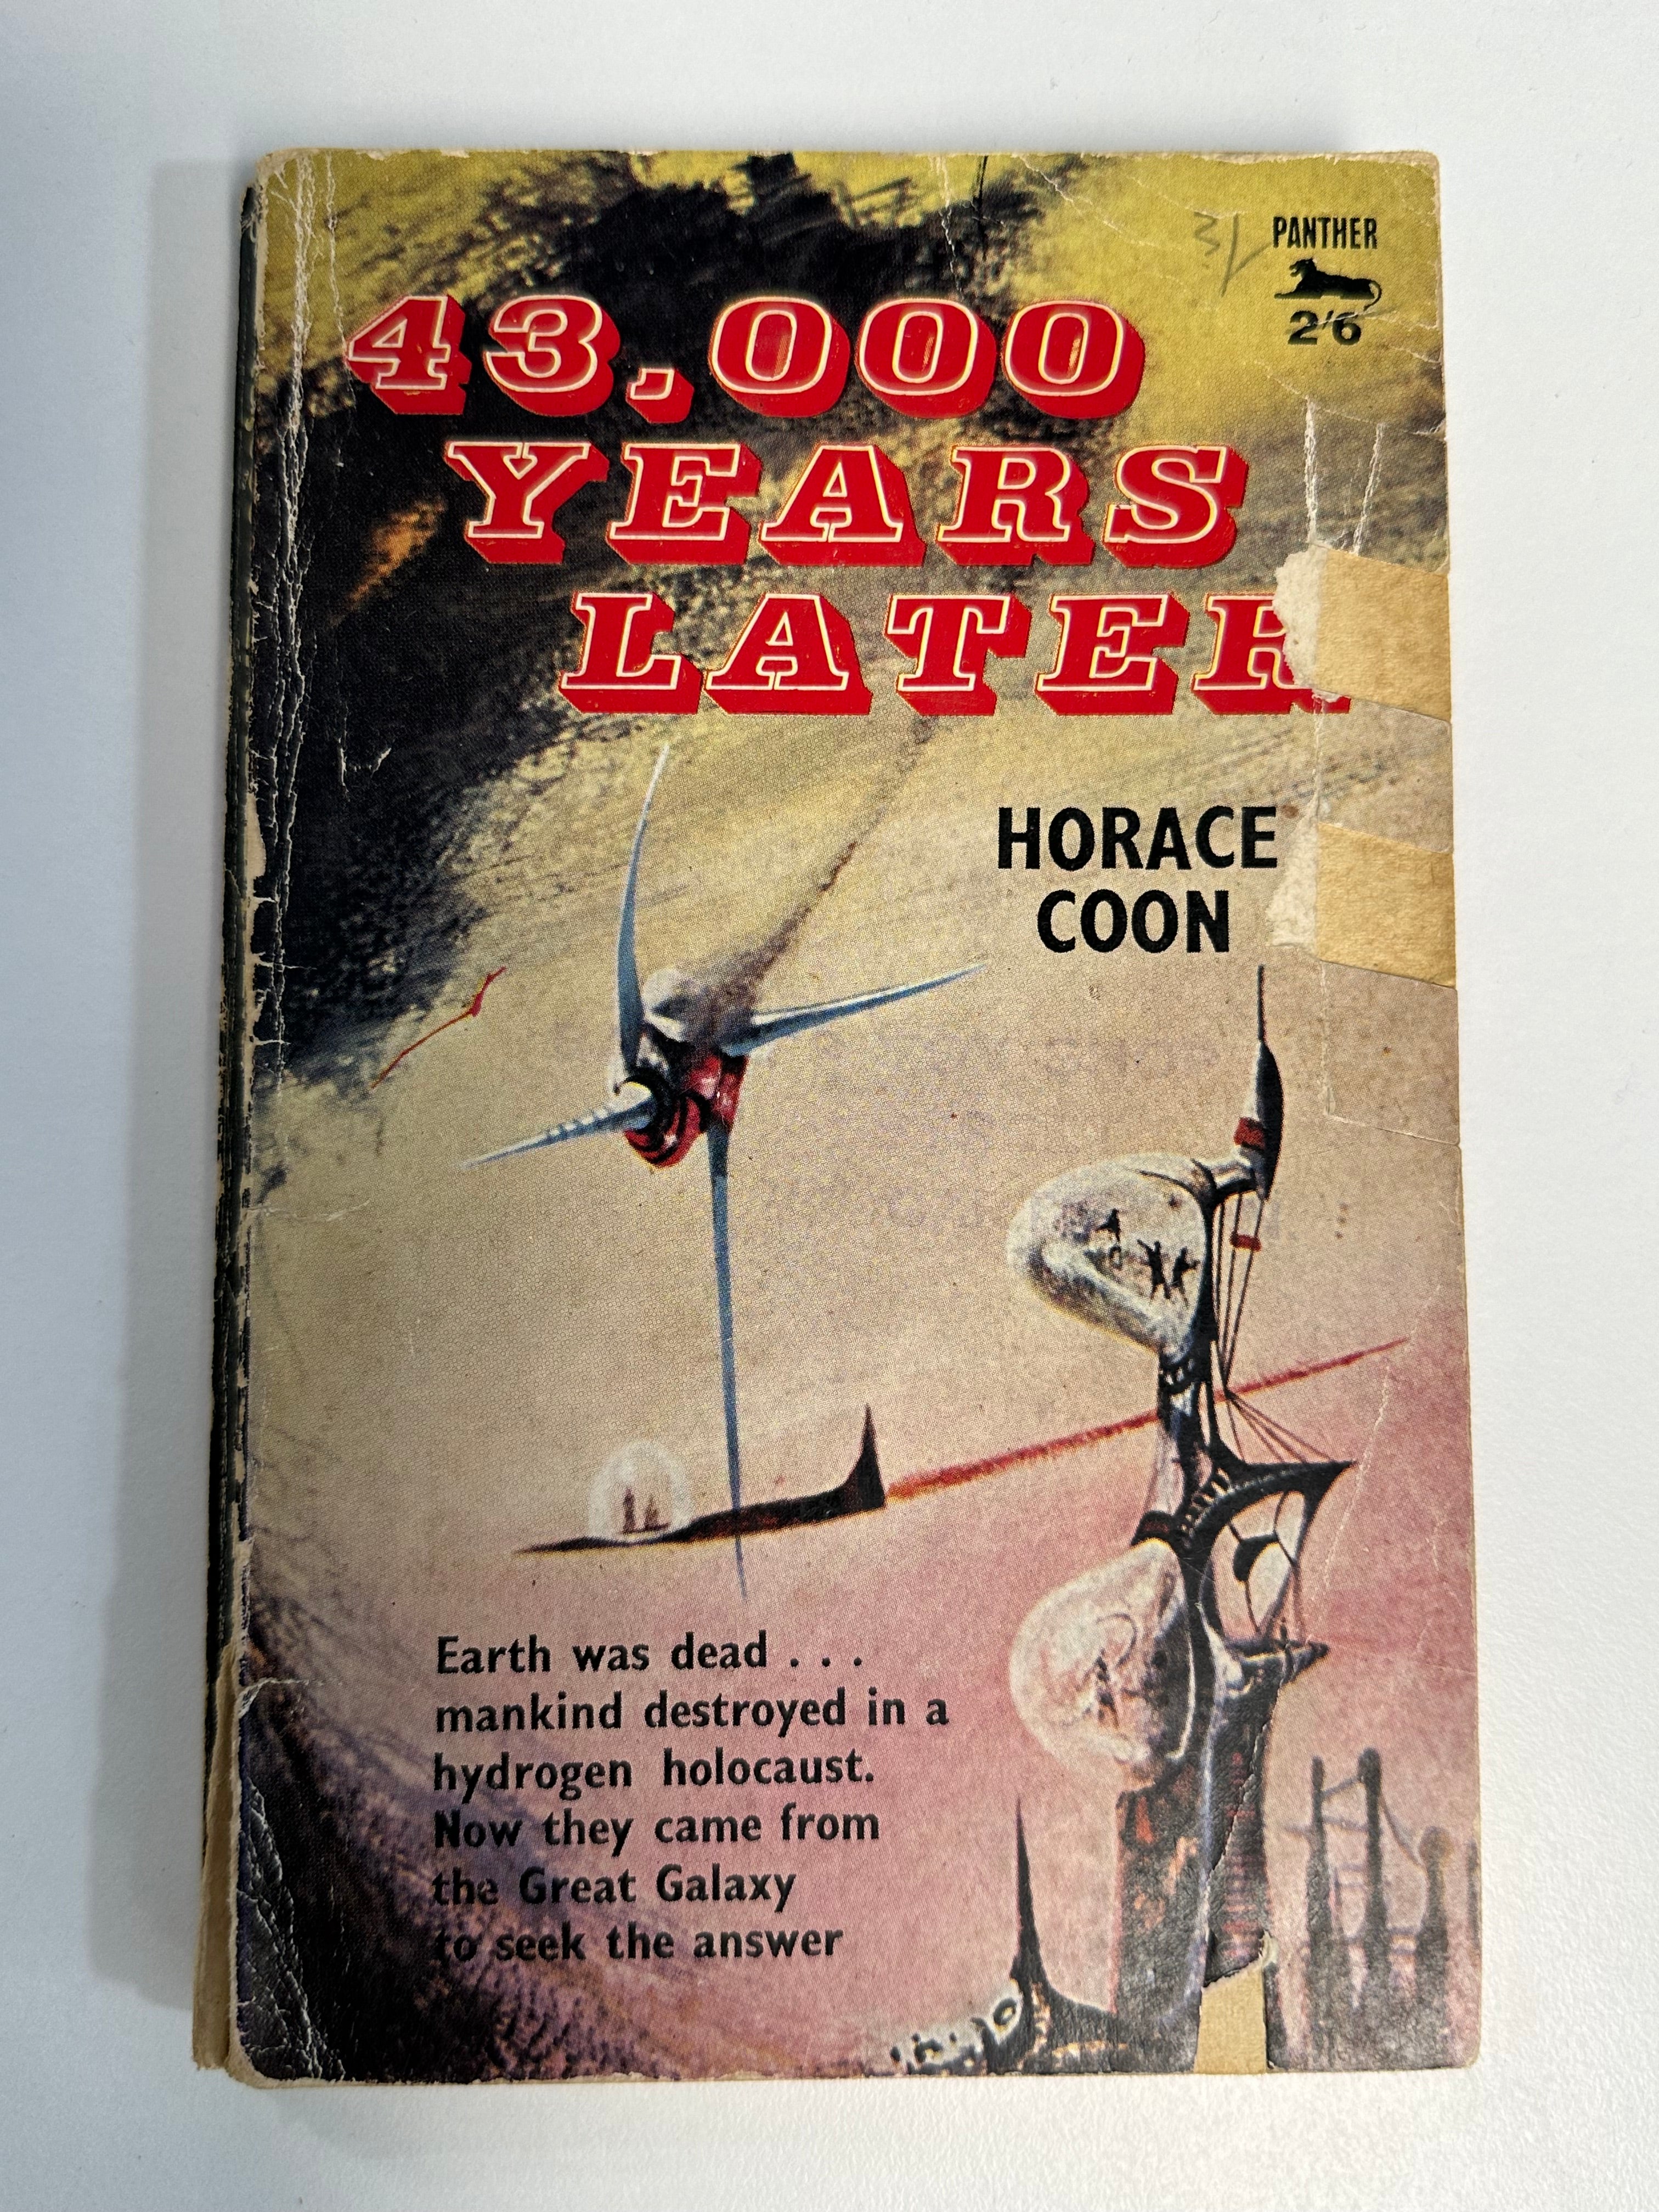 PANTHER
2/6
43,000
YEARS
LATER
HORACE
COON
Earth was dead . . .
mankind destroyed in a
hydrogen holocaust.
Now they came from
the Great Galaxy
to seek the answer